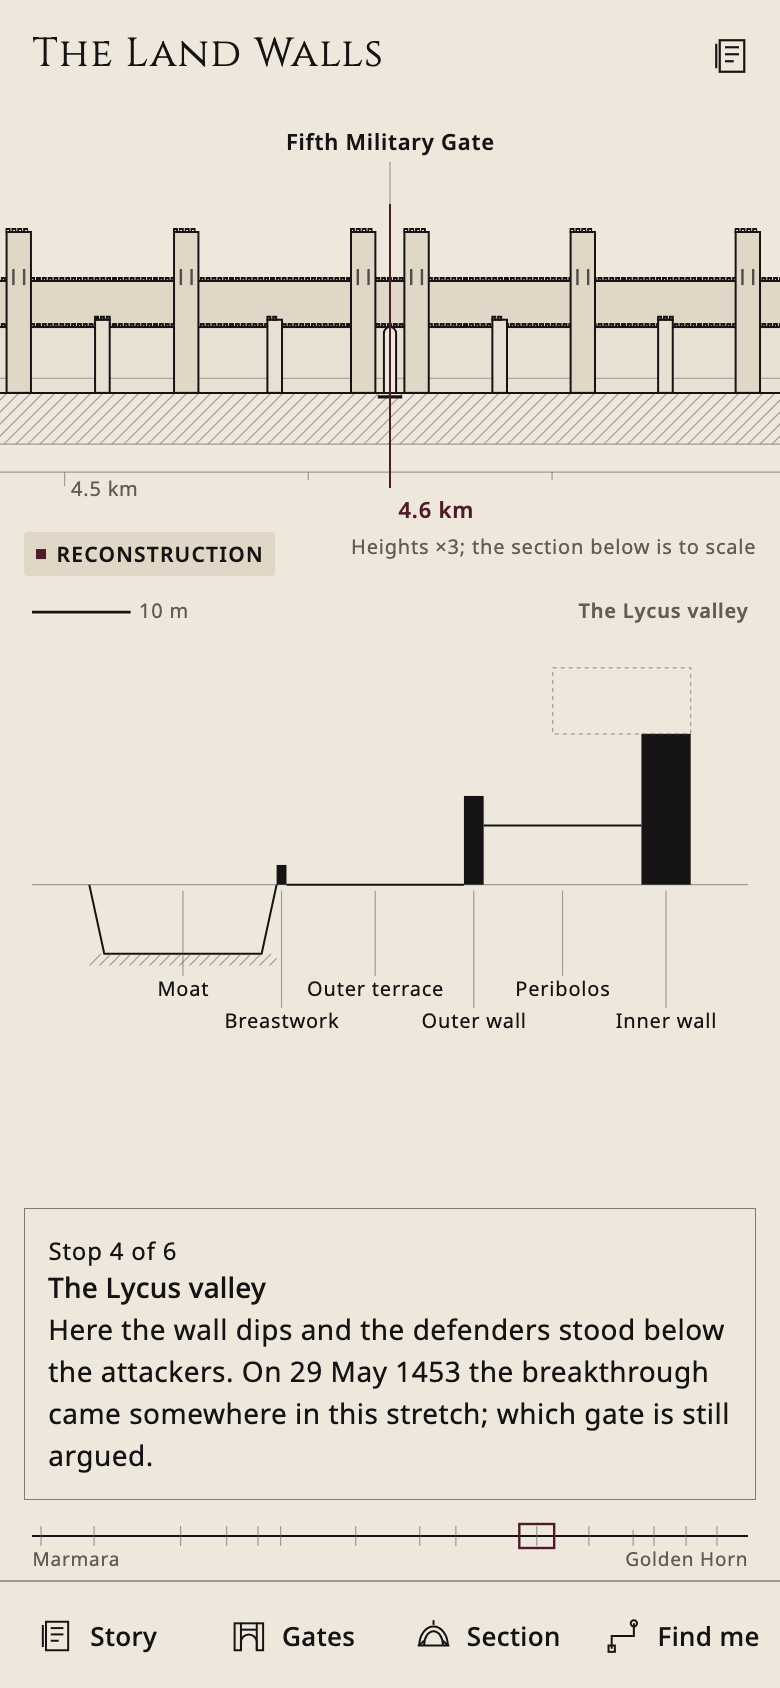 The Land Walls
Fifth Military Gate
4.5 km
4.6 km
RECONSTRUCTION
Heights ×3; the section below is to scale
10 m
The Lycus valley
Moat
Outer terrace
Peribolos
Breastwork
Outer wall
Inner wall
Stop 4 of 6
The Lycus valley
Here the wall dips and the defenders stood below
the attackers. On 29 May 1453 the breakthrough
came somewhere in this stretch; which gate is still
argued.
Marmara
Golden Horn
Story
Gates
Section
Find me